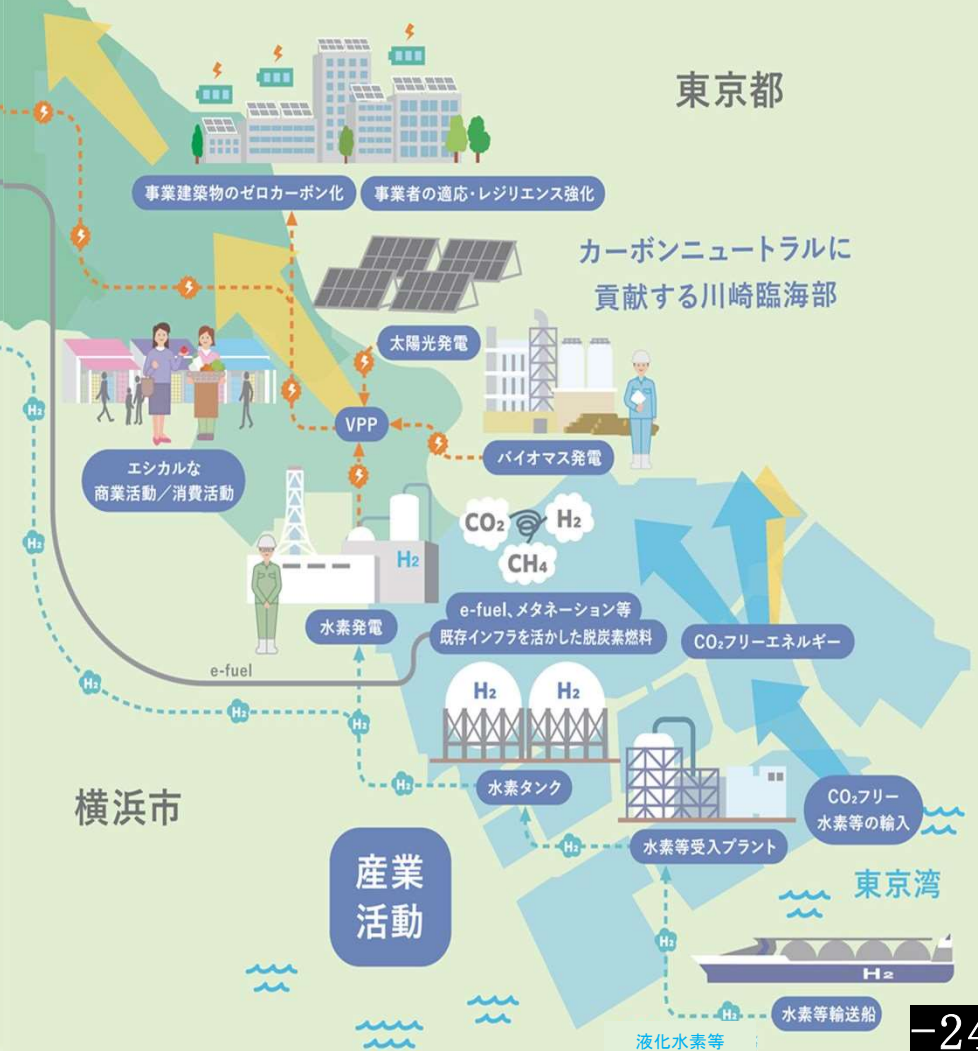 東京都
事業建築物のゼロカーボン化
事業者の適応・レジリエンス強化
カーボンニュートラルに
貢献する川崎臨海部
太陽光発電
VPP
バイオマス発電
エシカルな
商業活動／消費活動
H₂
CO₂
H₂
CH₄
H₂
H₂
水素発電
e-fuel、メタネーション等
既存インフラを活かした脱炭素燃料
CO₂フリーエネルギー
e-fuel
H₂
H₂
H₂
H₂
H₂
H₂
水素タンク
横浜市
CO₂フリー
水素等の輸入
水素等受入プラント
H₂
産業
活動
東京湾
H₂
H₂
H₂
水素等輸送船
液化水素等
-24